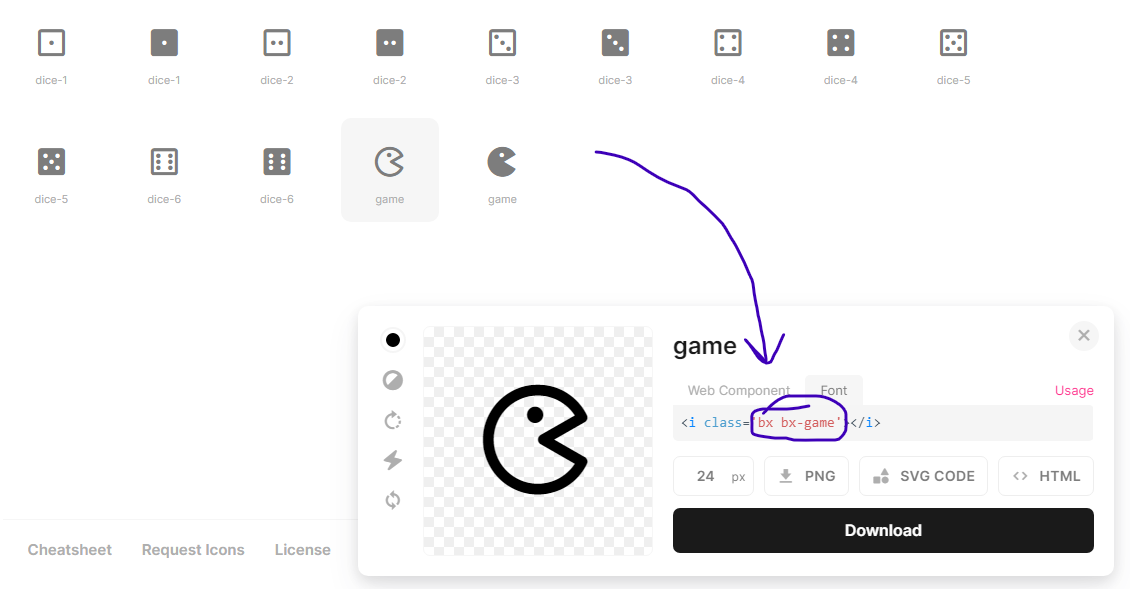 dice-1 dice-1 dice-2 dice-2 dice-3 dice-3 dice-4 dice-4 dice-5
dice-5 dice-6 dice-6 game game
game
Web Component Font Usage
<i class='bx bx-game'></i>
24 px PNG SVG CODE HTML
Download
Cheatsheet Request Icons License